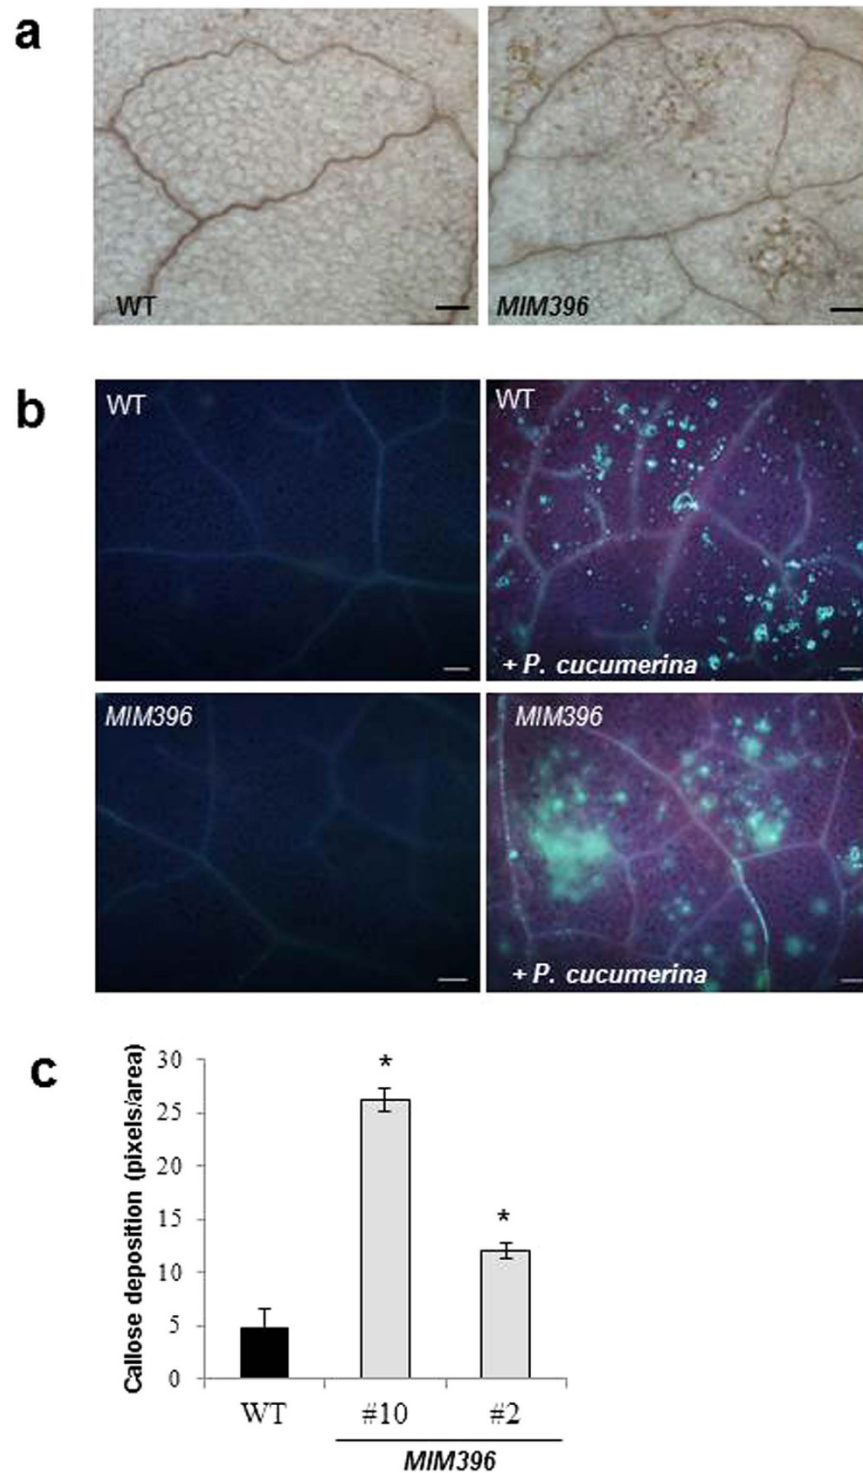 a
WT
MIM396
b
WT
WT
+ P. cucumerina
MIM396
MIM396
+ P. cucumerina
c
Callose deposition (pixels/area)
30
25
20
15
10
5
0
*
*
WT
#10
#2
MIM396